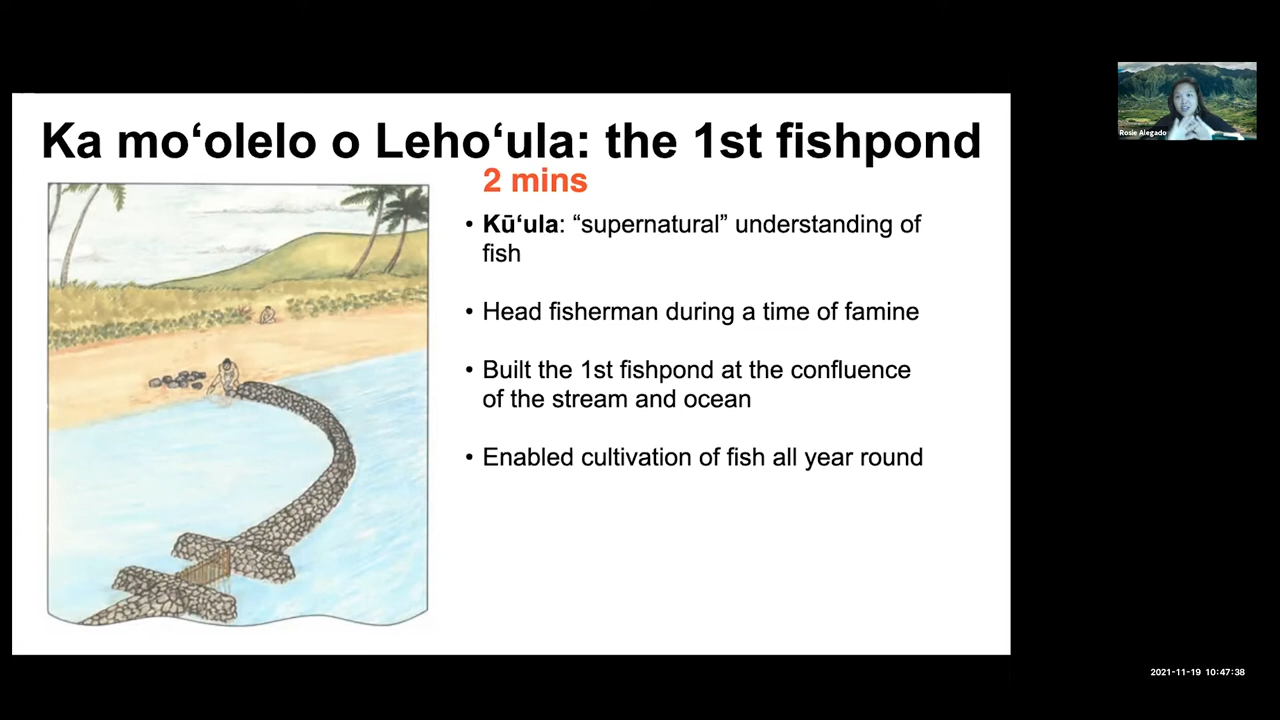 Ka moʻolelo o Lehoʻula: the 1st fishpond
2 mins
• Kūʻula: “supernatural” understanding of
fish
• Head fisherman during a time of famine
• Built the 1st fishpond at the confluence
of the stream and ocean
• Enabled cultivation of fish all year round
Rosie Alegado
2021-11-19 10:47:38